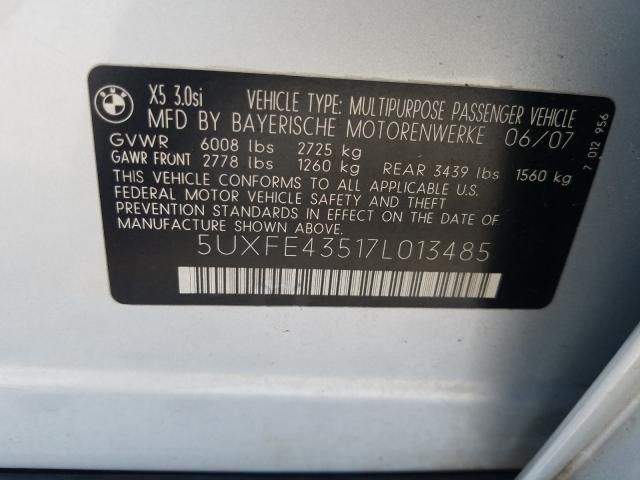 X5 3.0si VEHICLE TYPE: MULTIPURPOSE PASSENGER VEHICLE
MFD BY BAYERISCHE MOTORENWERKE 06/07
GVWR 6008 lbs 2725 kg
GAWR FRONT 2778 lbs 1260 kg REAR 3439 lbs 1560 kg
THIS VEHICLE CONFORMS TO ALL APPLICABLE U.S.
FEDERAL MOTOR VEHICLE SAFETY AND THEFT
PREVENTION STANDARDS IN EFFECT ON THE DATE OF
MANUFACTURE SHOWN ABOVE.
5UXFE43517L013485
7 012 956
BMW